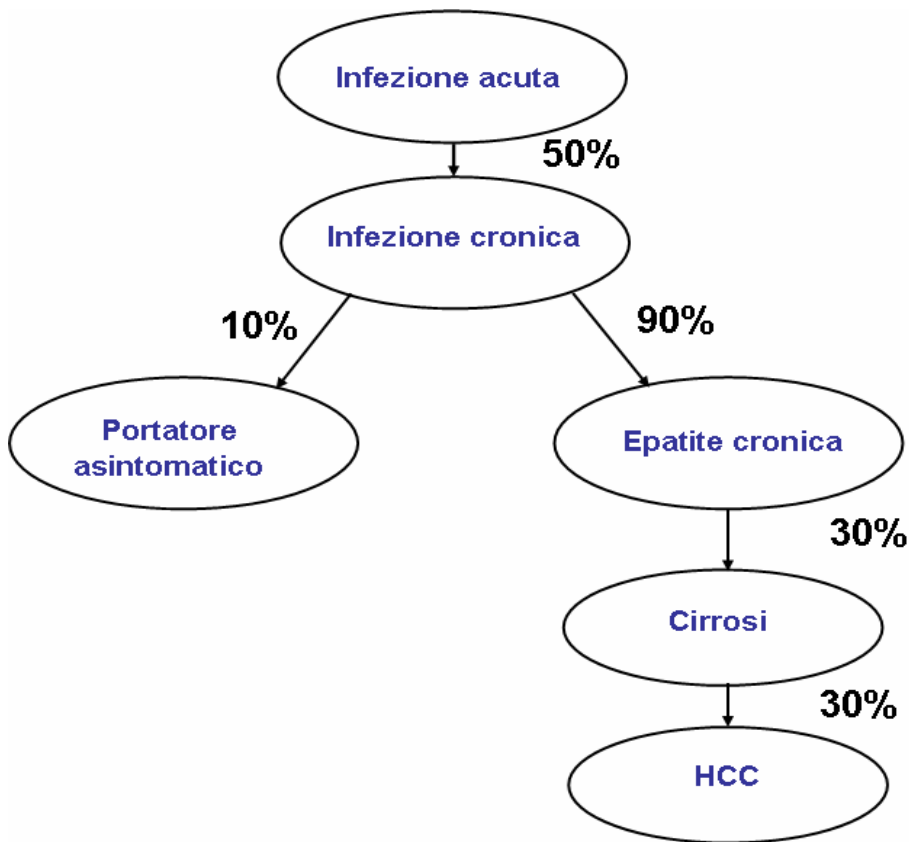 Infezione acuta
50%
Infezione cronica
10%
90%
Portatore
asintomatico
Epatite cronica
30%
Cirrosi
30%
HCC